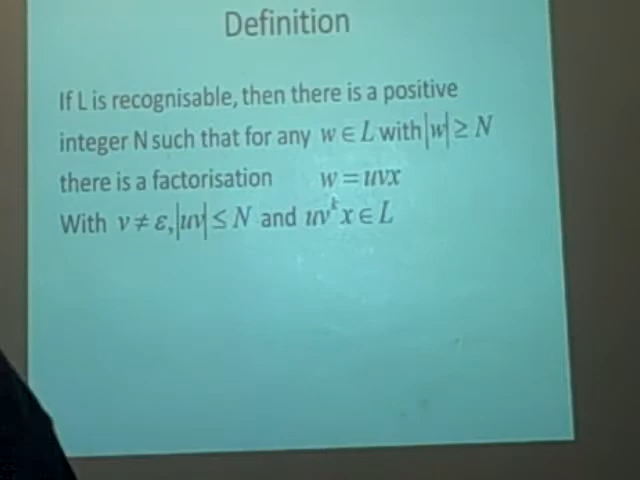 Definition
If L is recognisable, then there is a positive
integer N such that for any w ∈ L with |w| ≥ N
there is a factorisation w = uvx
With v ≠ ε, |uv| ≤ N and uvᵏx ∈ L